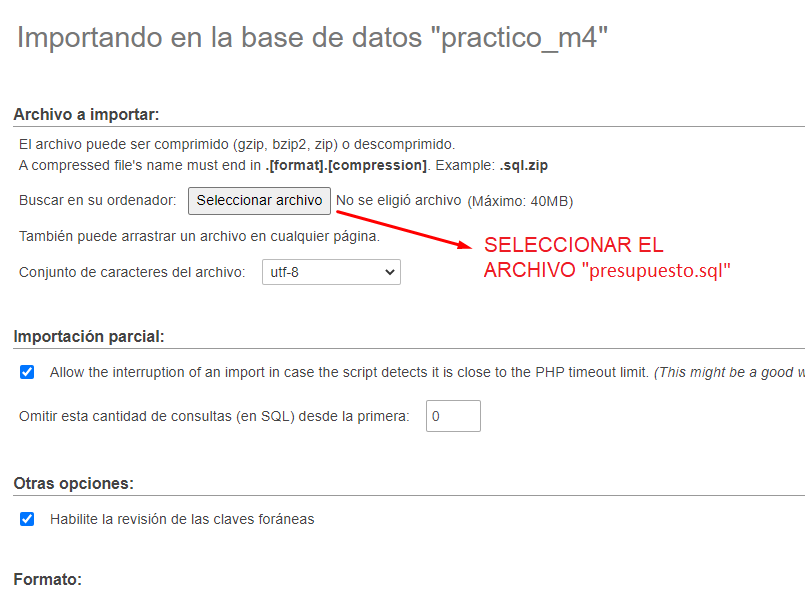 Importando en la base de datos "practico_m4"
Archivo a importar:
El archivo puede ser comprimido (gzip, bzip2, zip) o descomprimido.
A compressed file's name must end in .[format].[compression]. Example: .sql.zip
Buscar en su ordenador: Seleccionar archivo No se eligió archivo (Máximo: 40MB)
También puede arrastrar un archivo en cualquier página.
SELECCIONAR EL
ARCHIVO "presupuesto.sql"
Conjunto de caracteres del archivo: utf-8
Importación parcial:
Allow the interruption of an import in case the script detects it is close to the PHP timeout limit. (This might be a good
Omitir esta cantidad de consultas (en SQL) desde la primera: 0
Otras opciones:
Habilite la revisión de las claves foráneas
Formato: